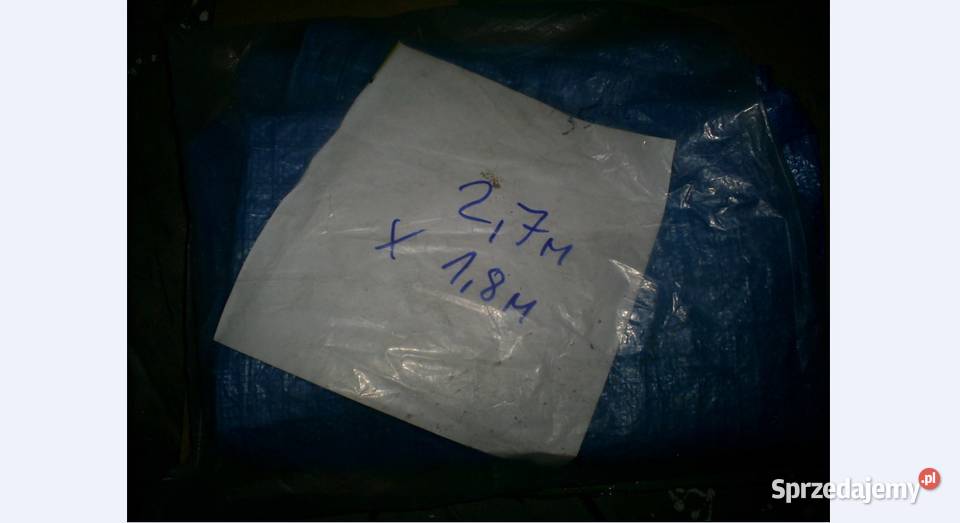 2,7м
x 1,8м
Sprzedajemy.pl